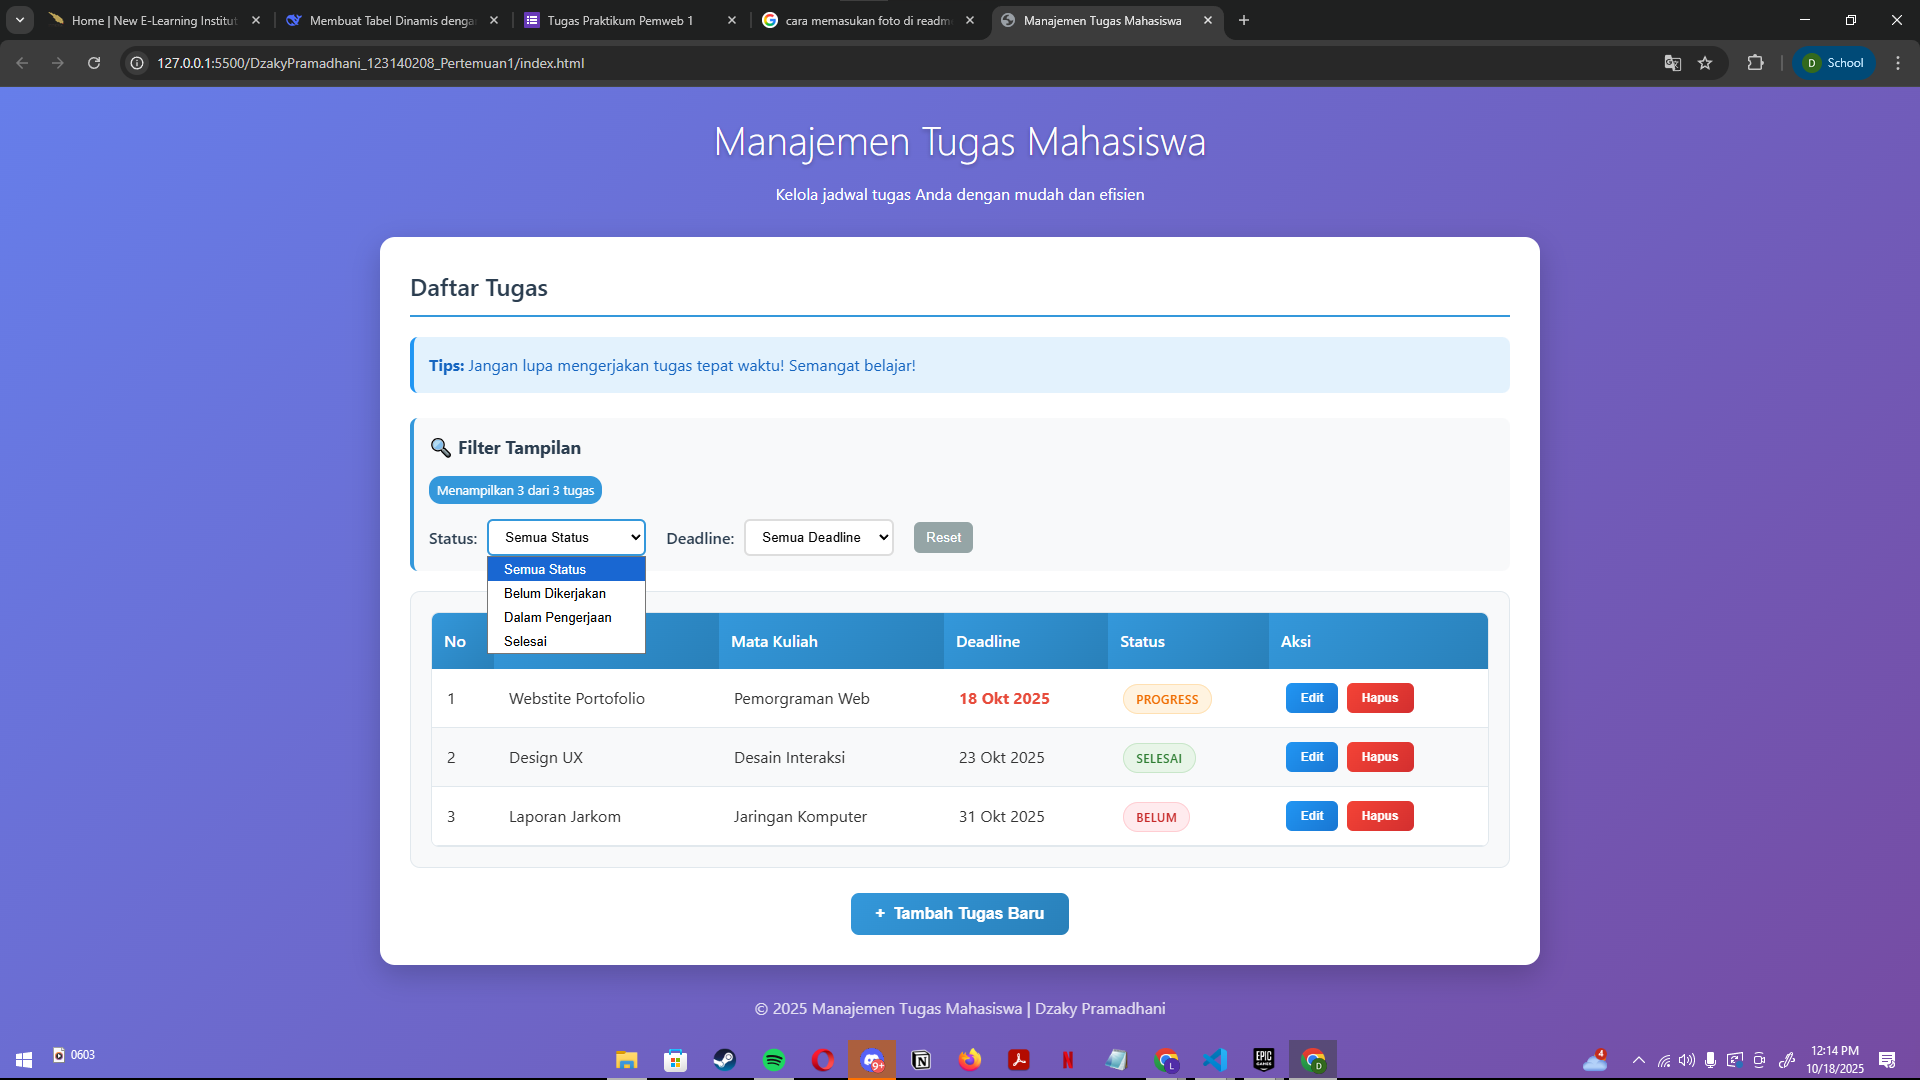 Home | New E-Learning Institut
Membuat Tabel Dinamis denga
Tugas Praktikum Pemweb 1
cara memasukan foto di readm
Manajemen Tugas Mahasiswa
127.0.0.1:5500/DzakyPramadhani_123140208_Pertemuan1/index.html
D School
Manajemen Tugas Mahasiswa
Kelola jadwal tugas Anda dengan mudah dan efisien
Daftar Tugas
Tips: Jangan lupa mengerjakan tugas tepat waktu! Semangat belajar!
Filter Tampilan
Menampilkan 3 dari 3 tugas
Status: Semua Status Deadline: Semua Deadline Reset
Semua Status
Belum Dikerjakan
Dalam Pengerjaan
Selesai
No Mata Kuliah Deadline Status Aksi
1 Webstite Portofolio Pemorgraman Web 18 Okt 2025 PROGRESS Edit Hapus
2 Design UX Desain Interaksi 23 Okt 2025 SELESAI Edit Hapus
3 Laporan Jarkom Jaringan Komputer 31 Okt 2025 BELUM Edit Hapus
+ Tambah Tugas Baru
© 2025 Manajemen Tugas Mahasiswa | Dzaky Pramadhani
0603
9+
EPIC GAMES
L
D
4
12:14 PM
10/18/2025